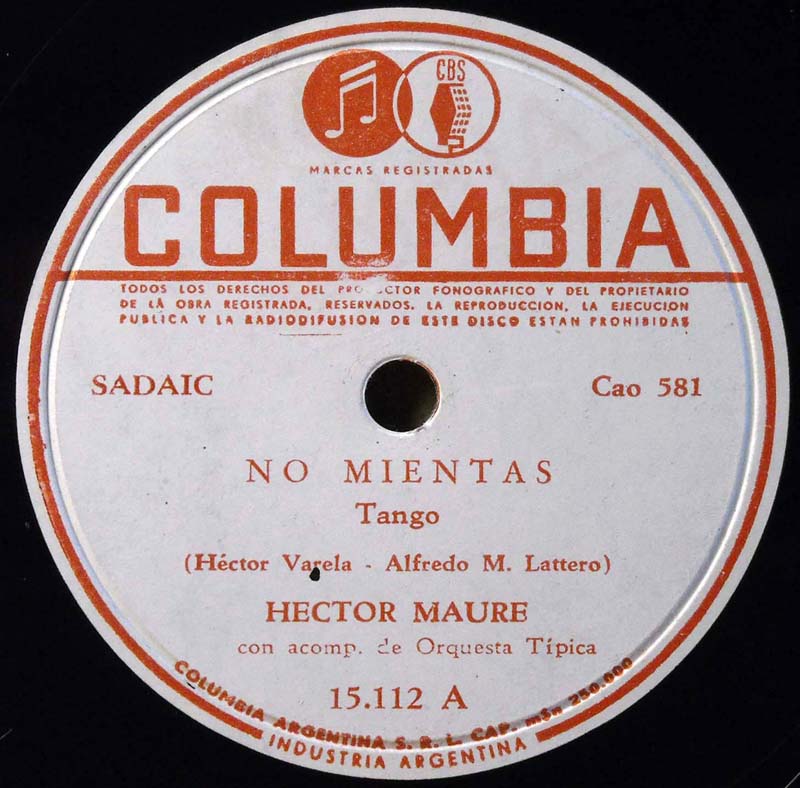 CBS
MARCAS REGISTRADAS
COLUMBIA
TODOS LOS DERECHOS DEL FONOGRAFICO Y DEL PROPIETARIO
DE LA OBRA REGISTRADA, RESERVADOS. LA REPRODUCCION, LA EJECUCION
PUBLICA Y LA RADIODIFUSION DE ESTE DISCO ESTAN PROHIBIDAS
SADAIC Cao 581
NO MIENTAS
Tango
(Héctor Varela - Alfredo M. Lattero)
HECTOR MAURE
con acomp. de Orquesta Típica
15.112 A
COLUMBIA ARGENTINA S. R. L. CAP. m$n 250.000
INDUSTRIA ARGENTINA